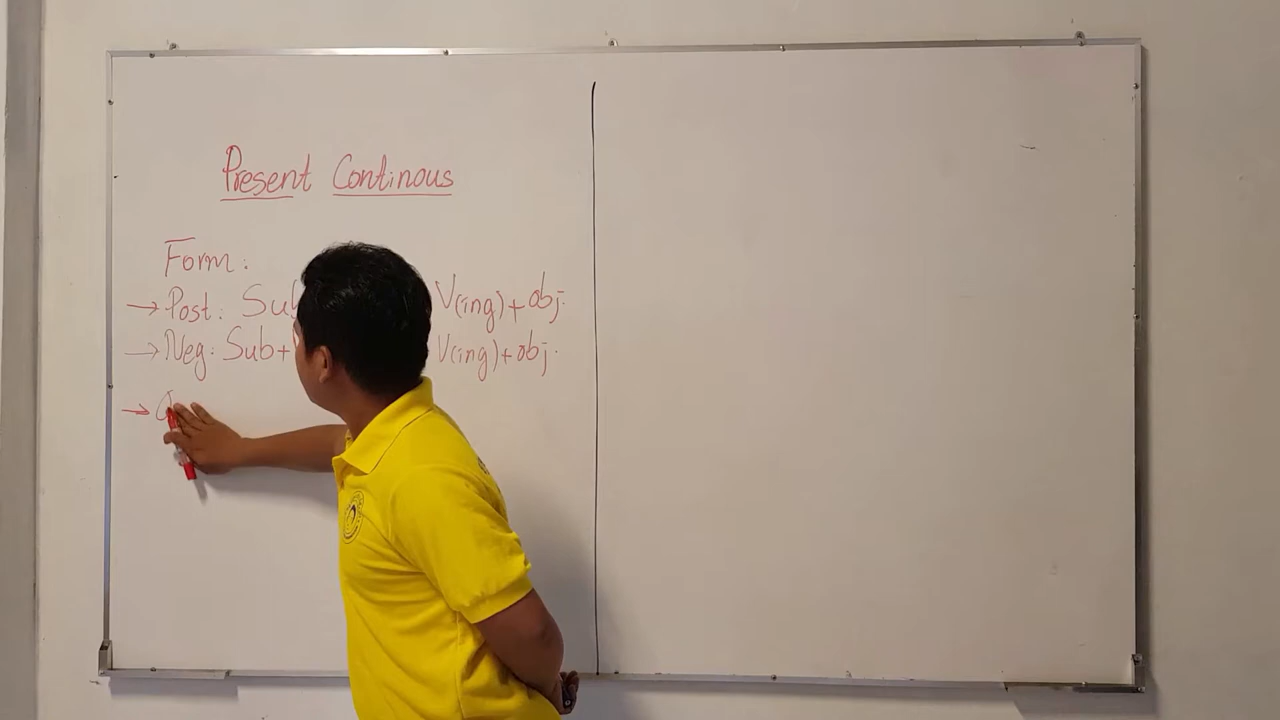 Present Continous
Form:
→ Post: Sub V(ing)+obj.
→ Neg: Sub+ V(ing)+obj.
→